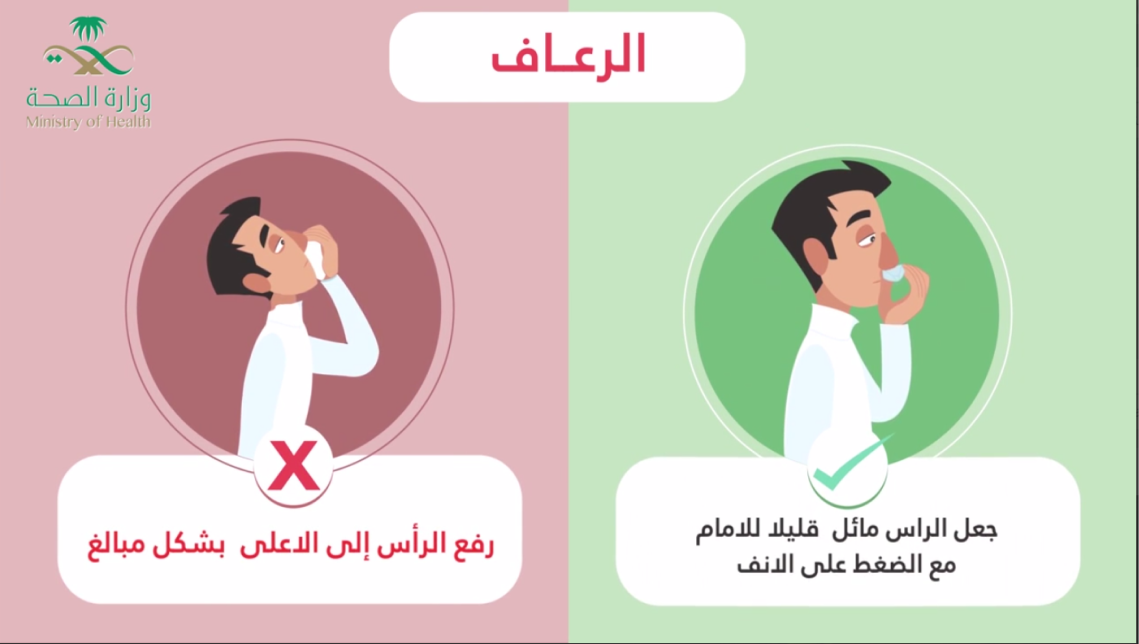 الرعاف
وزارة الصحة
Ministry of Health
X
جعل الراس مائل قليلا للامام
مع الضغط على الانف
رفع الرأس إلى الاعلى بشكل مبالغ